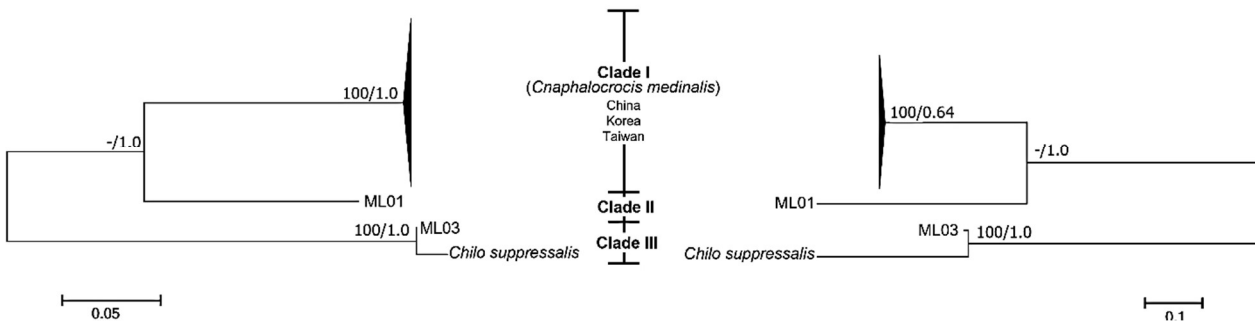 100/1.0
-/1.0
ML01
ML03
100/1.0
Chilo suppressalis
0.05
Clade I
(Cnaphalocrocis medinalis)
China
Korea
Taiwan
Clade II
Clade III
100/0.64
-/1.0
ML01
ML03
100/1.0
Chilo suppressalis
0.1